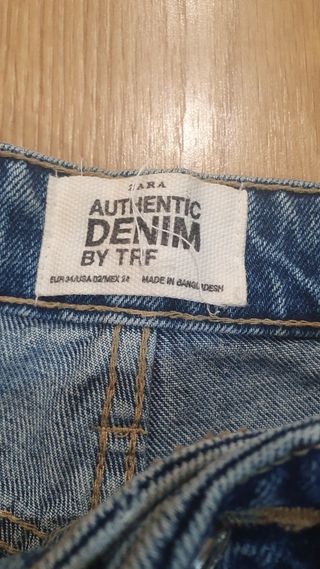 ZARA
AUTHENTIC
DENIM
BY TRF
EUR 34/USA 02/MEX 24 MADE IN BANGLADESH